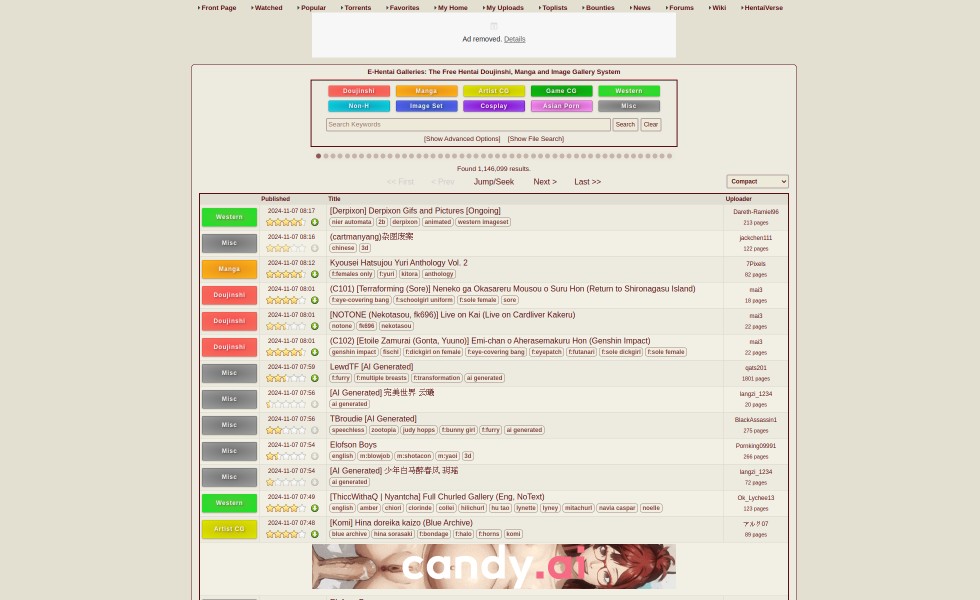 Front Page Watched Popular Torrents Favorites My Home My Uploads Toplists Bounties News Forums Wiki HentaiVerse
Ad removed. Details
E-Hentai Galleries: The Free Hentai Doujinshi, Manga and Image Gallery System
Doujinshi Manga Artist CG Game CG Western
Non-H Image Set Cosplay Asian Porn Misc
Search Keywords Search Clear
[Show Advanced Options] [Show File Search]
Found 1,146,099 results.
<< First < Prev Jump/Seek Next > Last >> Compact
Published Title Uploader
Western 2024-11-07 08:17 [Derpixon] Derpixon Gifs and Pictures [Ongoing] Dareth-Ramiel96
nier automata 2b derpixon animated western imageset 213 pages
Misc 2024-11-07 08:16 (cartmanyang)杂图废案 jackchen111
chinese 3d 122 pages
Manga 2024-11-07 08:12 Kyousei Hatsujou Yuri Anthology Vol. 2 7Pixels
f:females only f:yuri kitora anthology 82 pages
Doujinshi 2024-11-07 08:01 (C101) [Terraforming (Sore)] Neneko ga Okasareru Mousou o Suru Hon (Return to Shironagasu Island) mai3
f:eye-covering bang f:schoolgirl uniform f:sole female sore 18 pages
Doujinshi 2024-11-07 08:01 [NOTONE (Nekotasou, fk696)] Live on Kai (Live on Cardliver Kakeru) mai3
notone fk696 nekotasou 22 pages
Doujinshi 2024-11-07 08:01 (C102) [Etoile Zamurai (Gonta, Yuuno)] Emi-chan o Aherasemakuru Hon (Genshin Impact) mai3
genshin impact fischl f:dickgirl on female f:eye-covering bang f:eyepatch f:futanari f:sole dickgirl f:sole female 22 pages
Misc 2024-11-07 07:59 LewdTF [AI Generated] qats201
f:furry f:multiple breasts f:transformation ai generated 1801 pages
Misc 2024-11-07 07:56 [AI Generated] 完美世界 云曦 langzi_1234
ai generated 20 pages
Misc 2024-11-07 07:56 TBroudie [AI Generated] BlackAssassin1
speechless zootopia judy hopps f:bunny girl f:furry ai generated 275 pages
Misc 2024-11-07 07:54 Elofson Boys Pornking09991
english m:blowjob m:shotacon m:yaoi 3d 266 pages
Misc 2024-11-07 07:54 [AI Generated] 少年白马醉春风 玥瑶 langzi_1234
ai generated 72 pages
Western 2024-11-07 07:49 [ThiccWithaQ | Nyantcha] Full Churled Gallery (Eng, NoText) Ok_Lychee13
english amber chiori clorinde collei hilichurl hu tao lynette lyney mitachurl navia caspar noelle 123 pages
Artist CG 2024-11-07 07:48 [Komi] Hina doreika kaizo (Blue Archive) アルク07
blue archive hina sorasaki f:bondage f:halo f:horns komi 89 pages
candy.ai